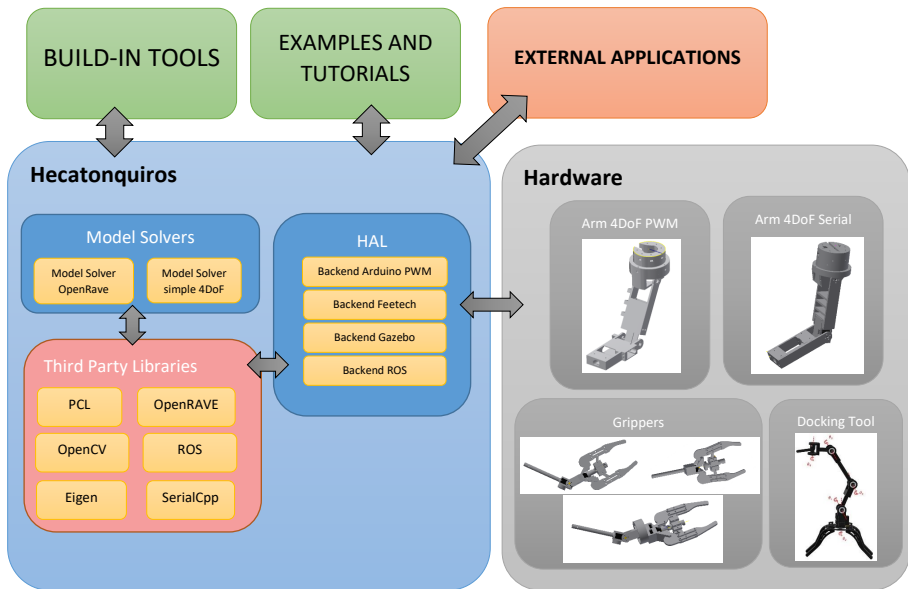 BUILD-IN TOOLS
EXAMPLES AND
TUTORIALS
EXTERNAL APPLICATIONS
Hecatonquiros
Model Solvers
Model Solver
OpenRave
Model Solver
simple 4DoF
HAL
Backend Arduino PWM
Backend Feetech
Backend Gazebo
Backend ROS
Third Party Libraries
PCL
OpenRAVE
OpenCV
ROS
Eigen
SerialCpp
Hardware
Arm 4DoF PWM
Arm 4DoF Serial
Grippers
Docking Tool